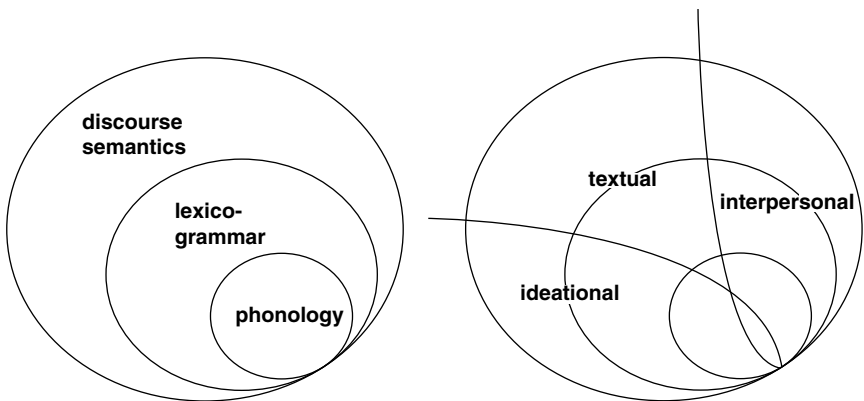 discourse
semantics
lexico-
grammar
phonology
textual
interpersonal
ideational